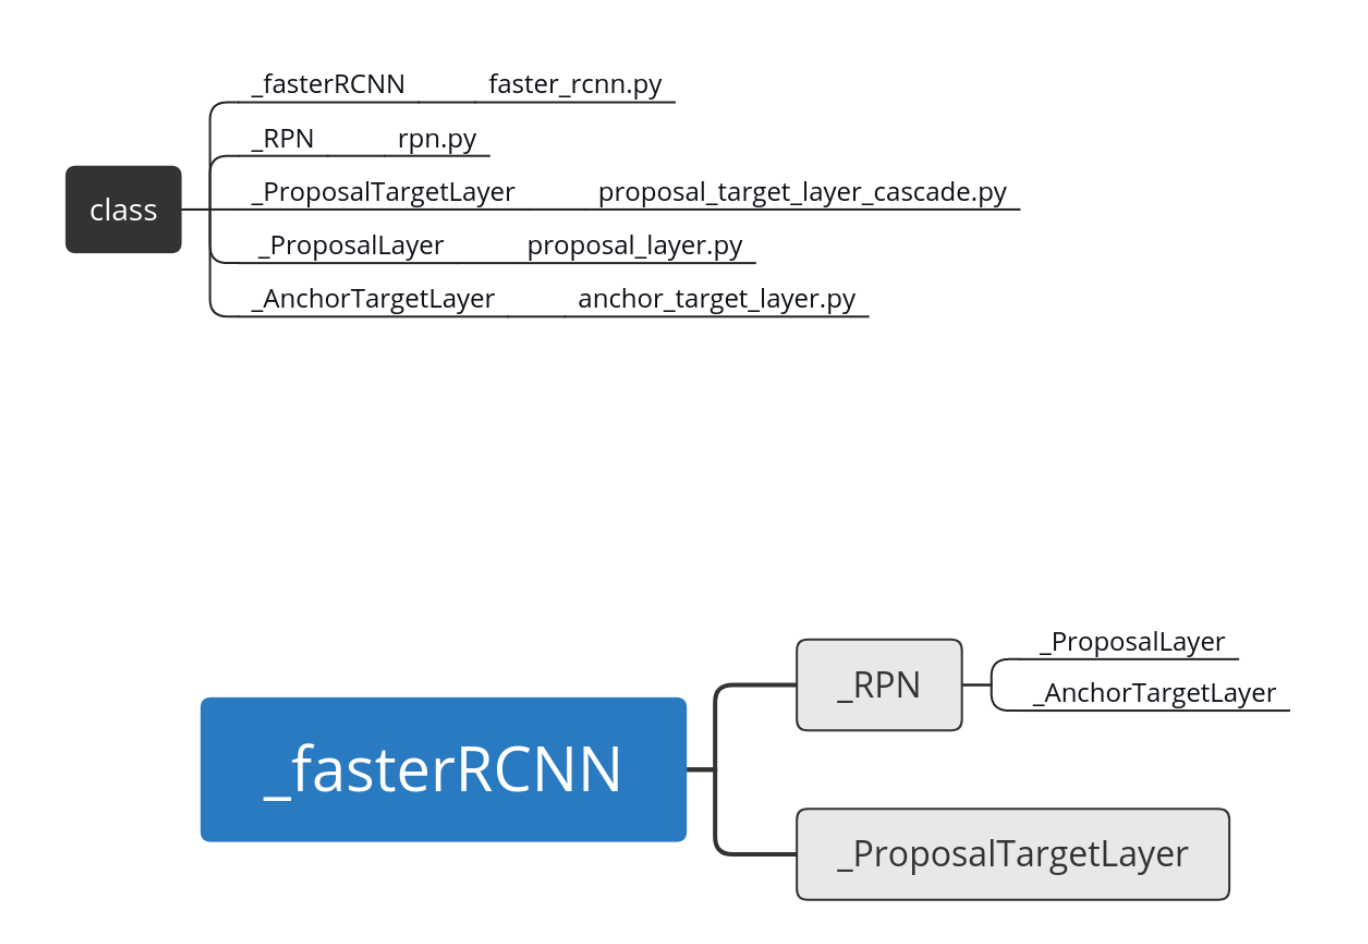 _fasterRCNN faster_rcnn.py
_RPN rpn.py
class
_ProposalTargetLayer proposal_target_layer_cascade.py
_ProposalLayer proposal_layer.py
_AnchorTargetLayer anchor_target_layer.py
_fasterRCNN
_RPN
_ProposalLayer
_AnchorTargetLayer
_ProposalTargetLayer